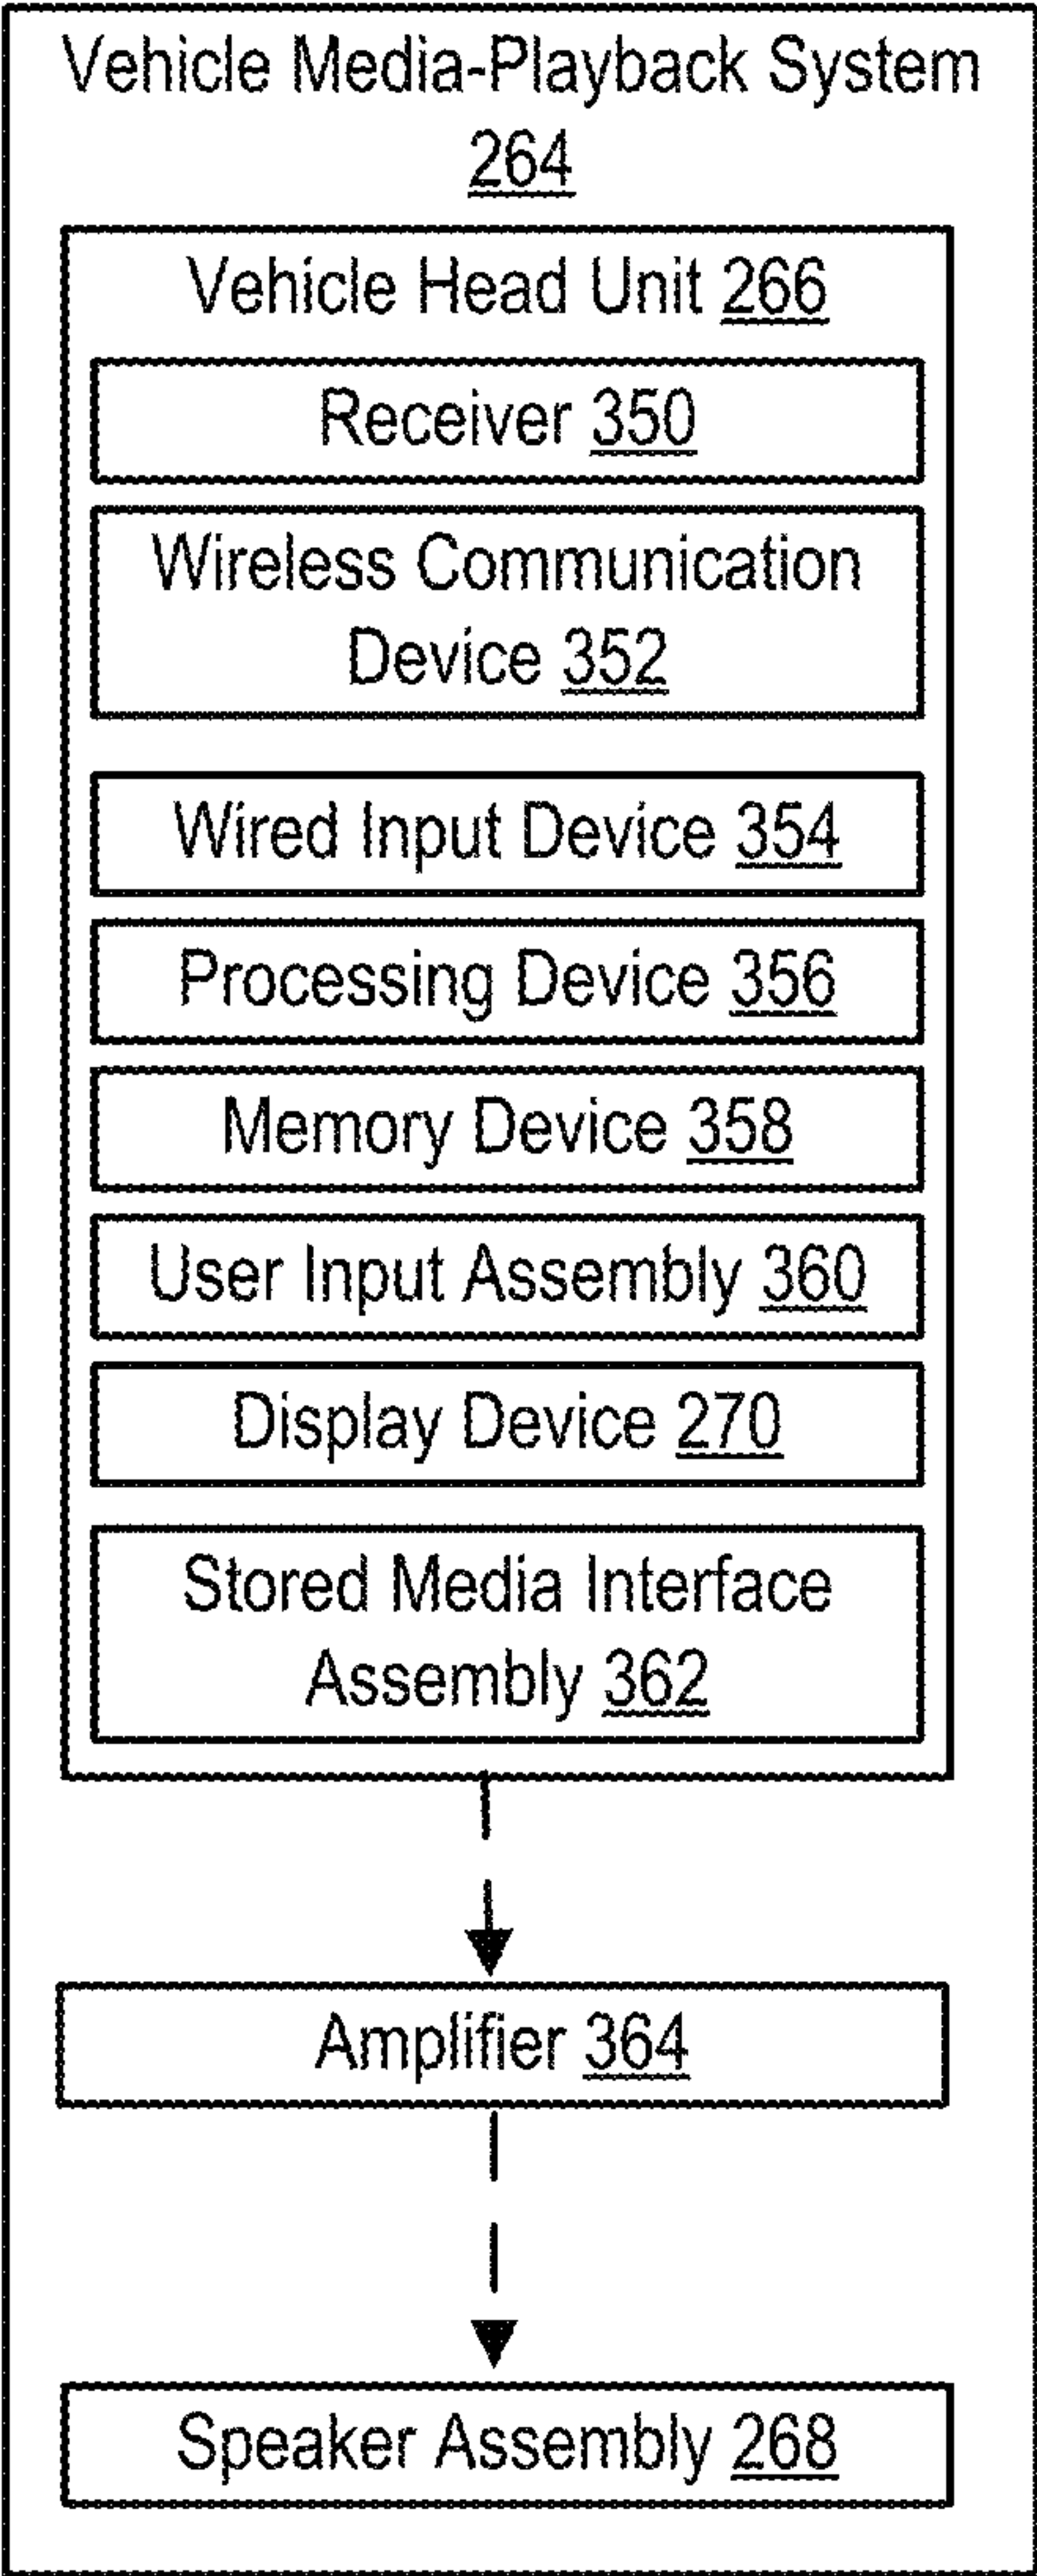 Vehicle Media-Playback System
264
Vehicle Head Unit 266
Receiver 350
Wireless Communication
Device 352
Wired Input Device 354
Processing Device 356
Memory Device 358
User Input Assembly 360
Display Device 270
Stored Media Interface
Assembly 362
Amplifier 364
Speaker Assembly 268